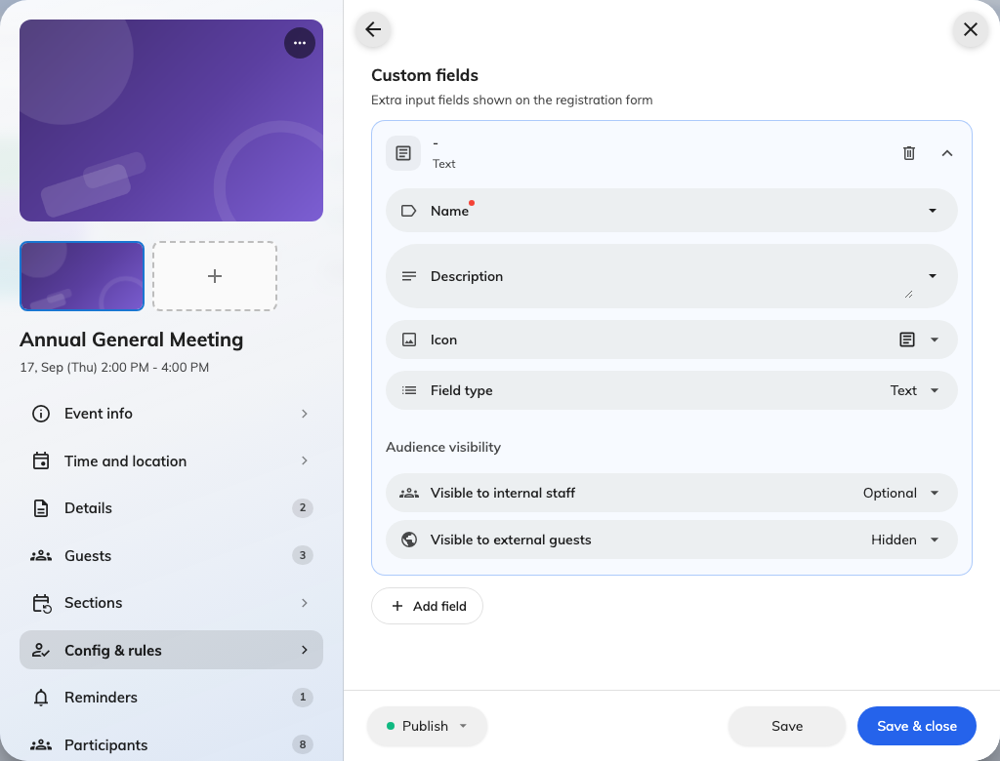 Annual General Meeting
17, Sep (Thu) 2:00 PM - 4:00 PM
Event info
Time and location
Details 2
Guests 3
Sections
Config & rules
Reminders 1
Participants 8
Custom fields
Extra input fields shown on the registration form
-
Text
Name
Description
Icon
Field type Text
Audience visibility
Visible to internal staff Optional
Visible to external guests Hidden
+ Add field
Publish Save Save & close